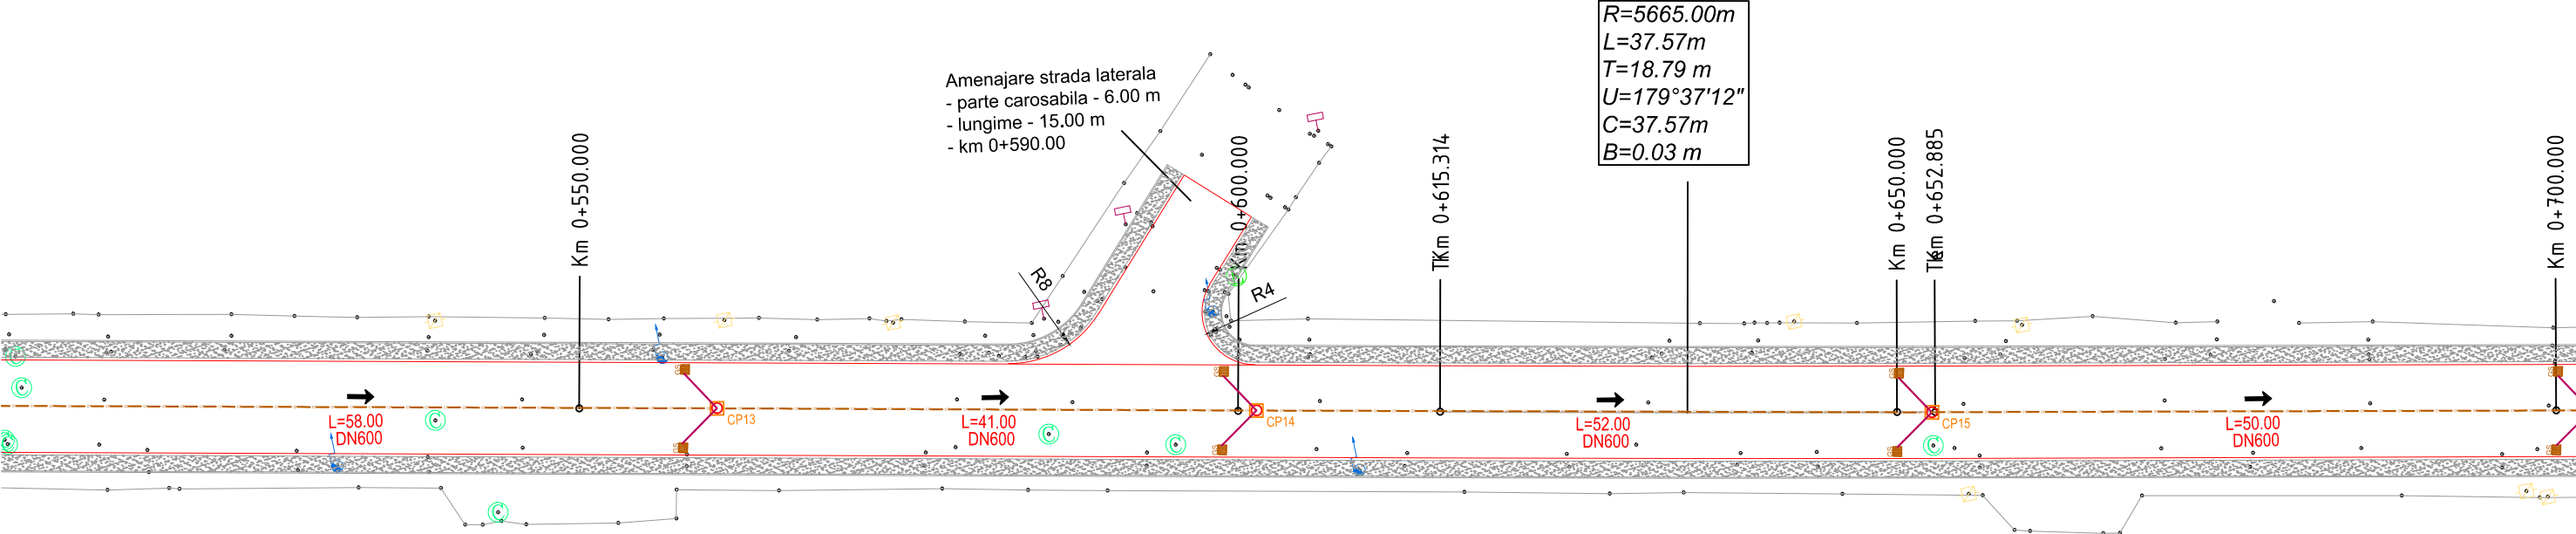 R=5665.00m
L=37.57m
T=18.79 m
U=179°37'12"
C=37.57m
B=0.03 m
Amenajare strada laterala
- parte carosabila - 6.00 m
- lungime - 15.00 m
- km 0+590.00
Km 0+550.000
Km 0+600.000
Km 0+615.314
Km 0+650.000
Km 0+652.885
Km 0+700.000
R8
R4
L=58.00
DN600
CP13
L=41.00
DN600
CP14
L=52.00
DN600
CP15
L=50.00
DN600